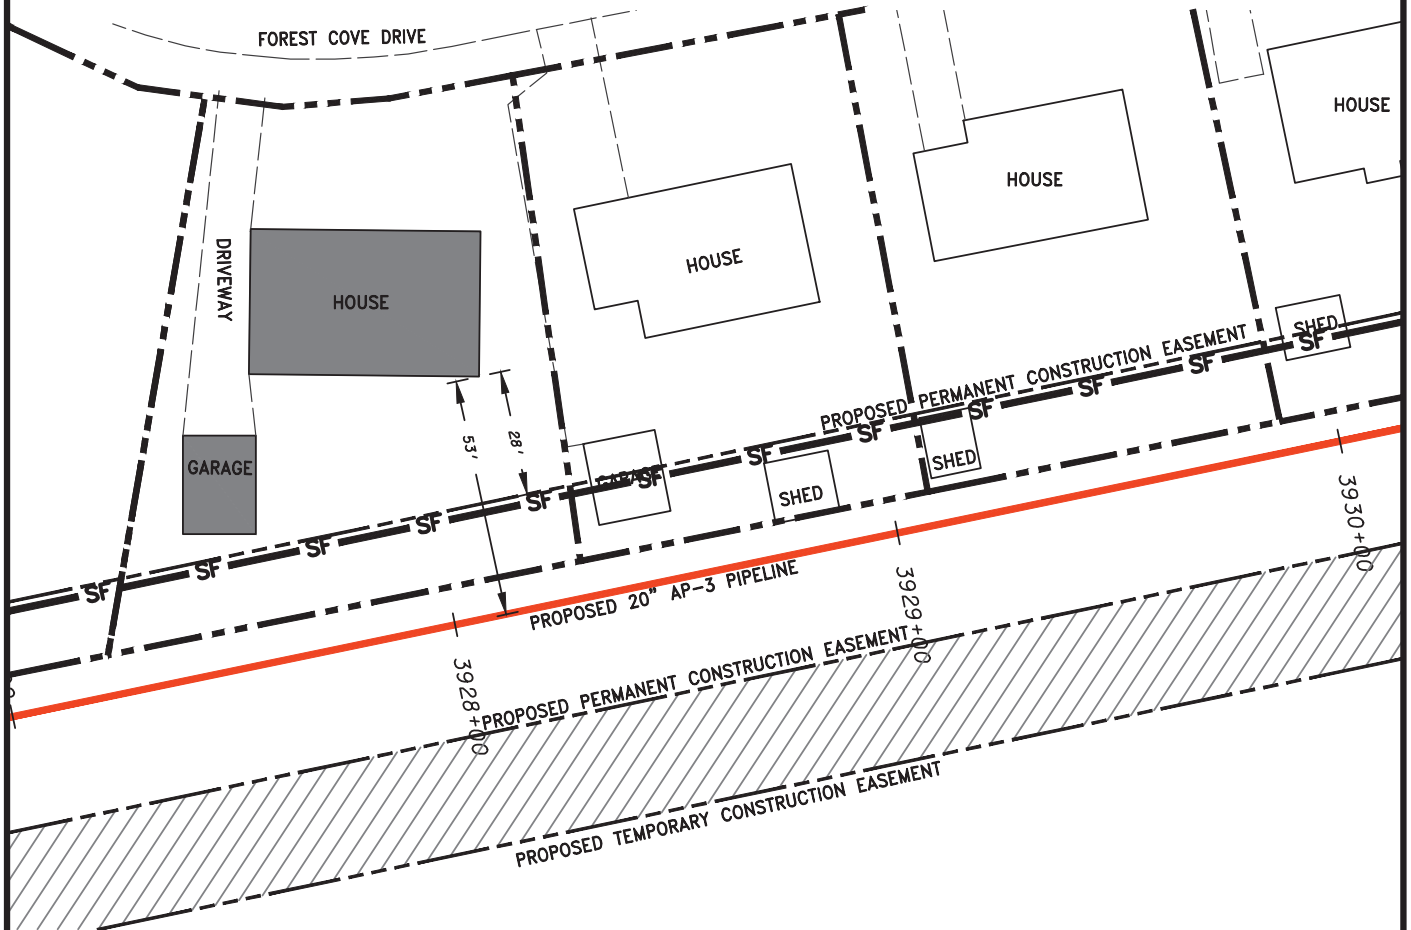 FOREST COVE DRIVE
HOUSE
HOUSE
HOUSE
DRIVEWAY
HOUSE
SHED
SF
PROPOSED PERMANENT CONSTRUCTION EASEMENT
SF
SF
SF
SF
SF
SF
SF
SF
SF
SF
SF
28'
53'
GARAGE
GARAGE
SHED
SHED
3930+00
PROPOSED 20" AP-3 PIPELINE
3929+00
3928+00
PROPOSED PERMANENT CONSTRUCTION EASEMENT
PROPOSED TEMPORARY CONSTRUCTION EASEMENT